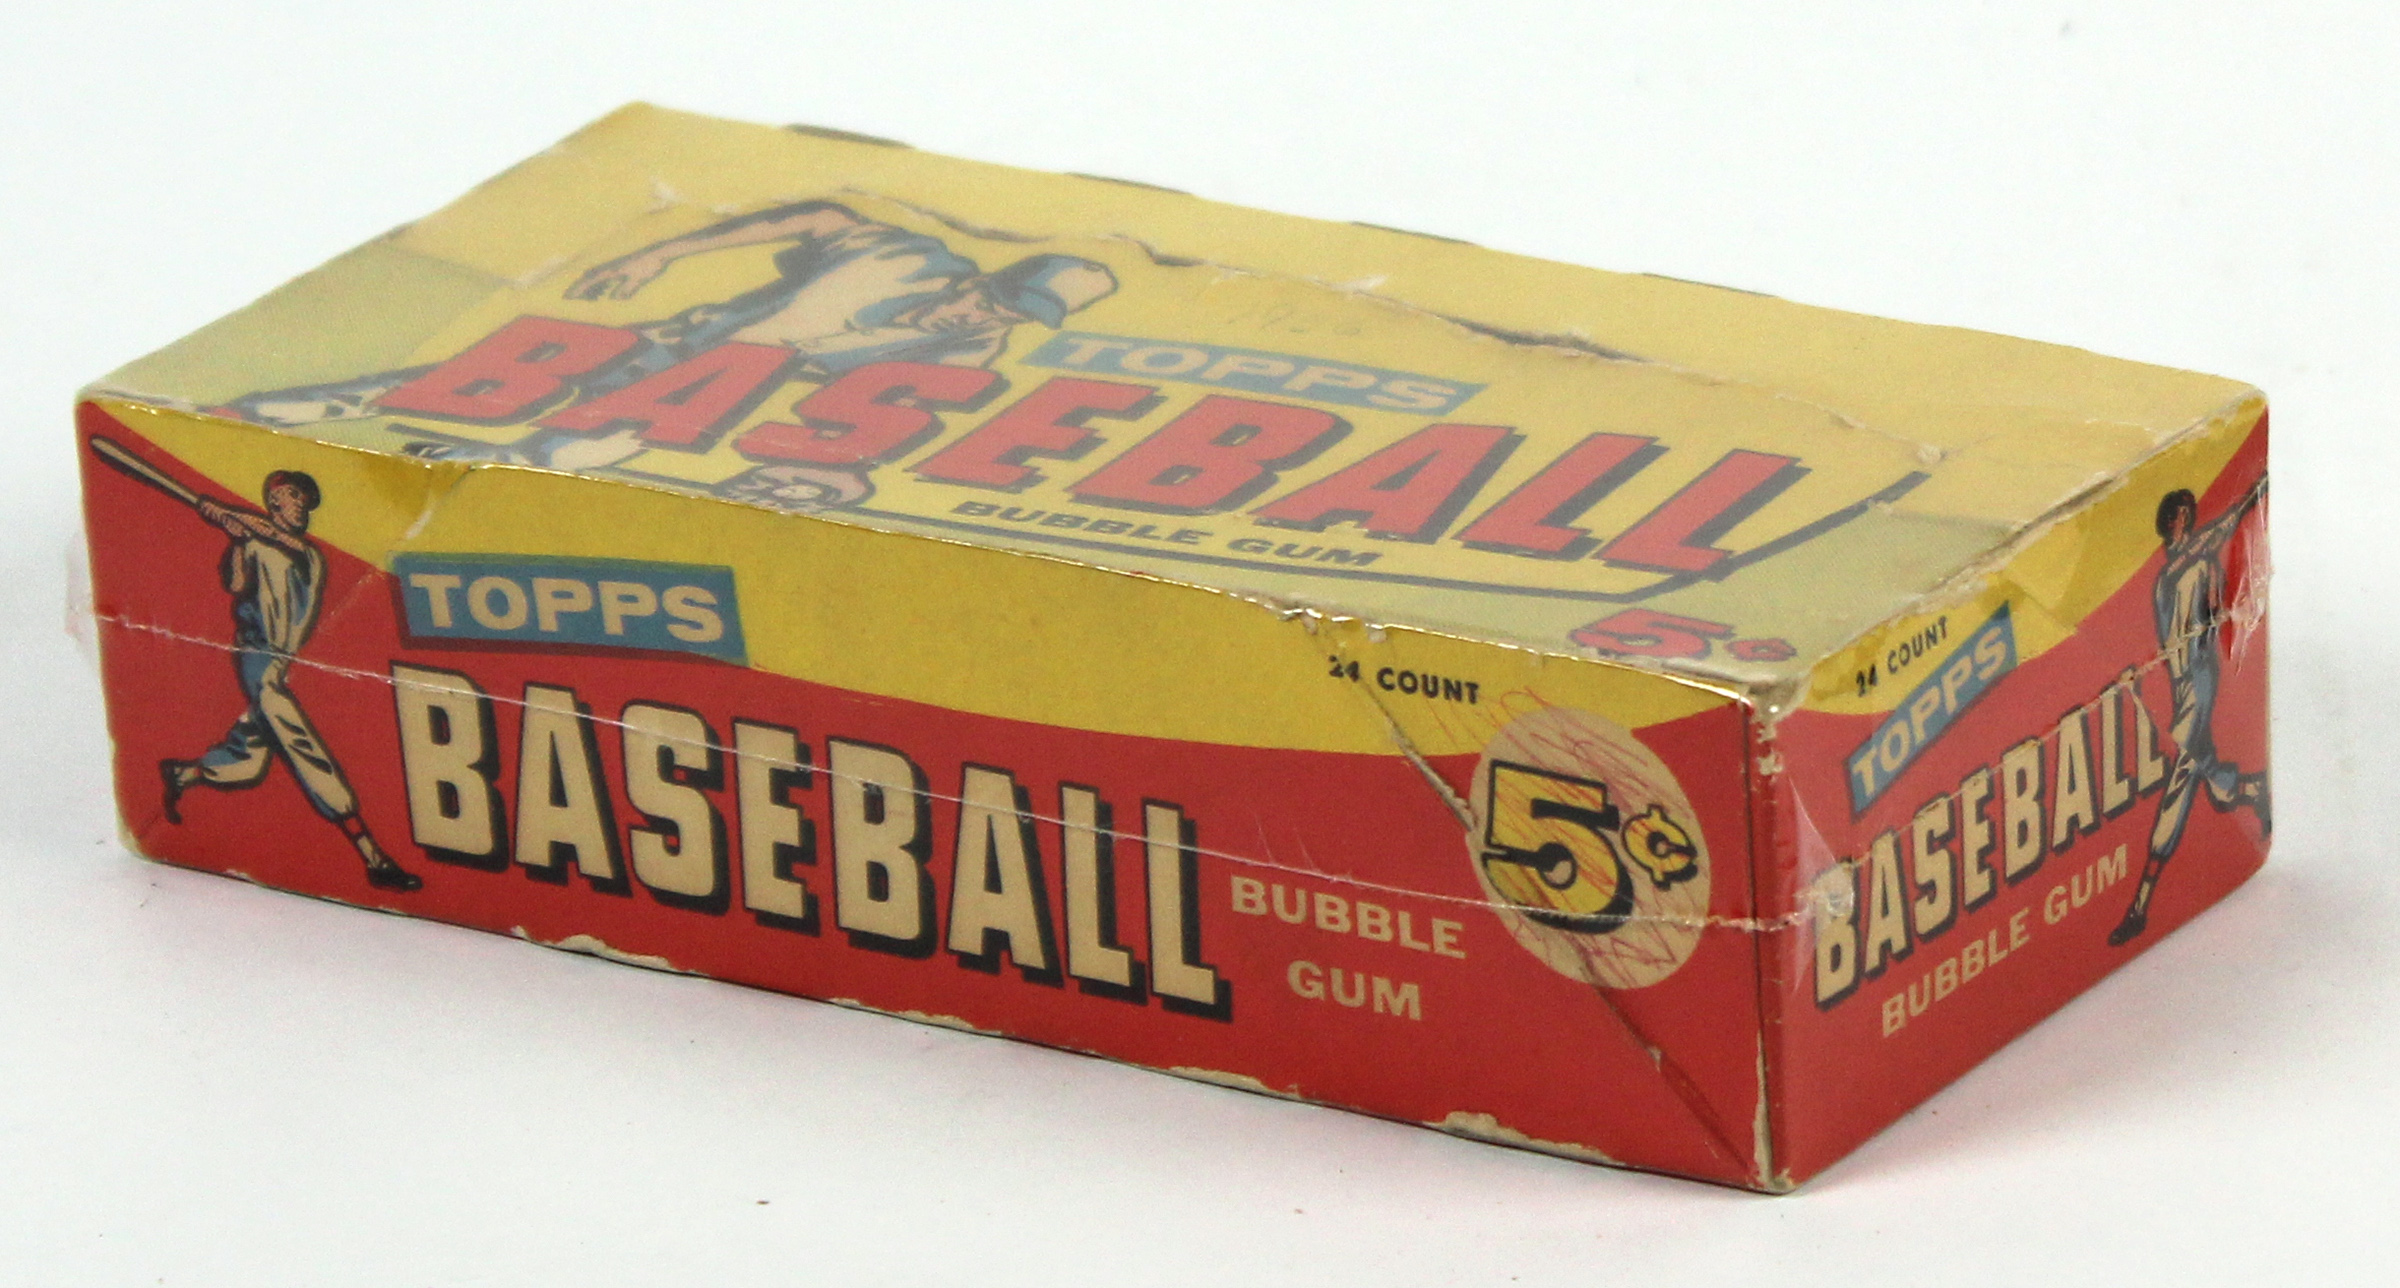 TOPPS
BASEBALL
BUBBLE GUM
5¢
TOPPS
BASEBALL
BUBBLE
GUM
24 COUNT
5¢
24 COUNT
TOPPS
BASEBALL
BUBBLE GUM